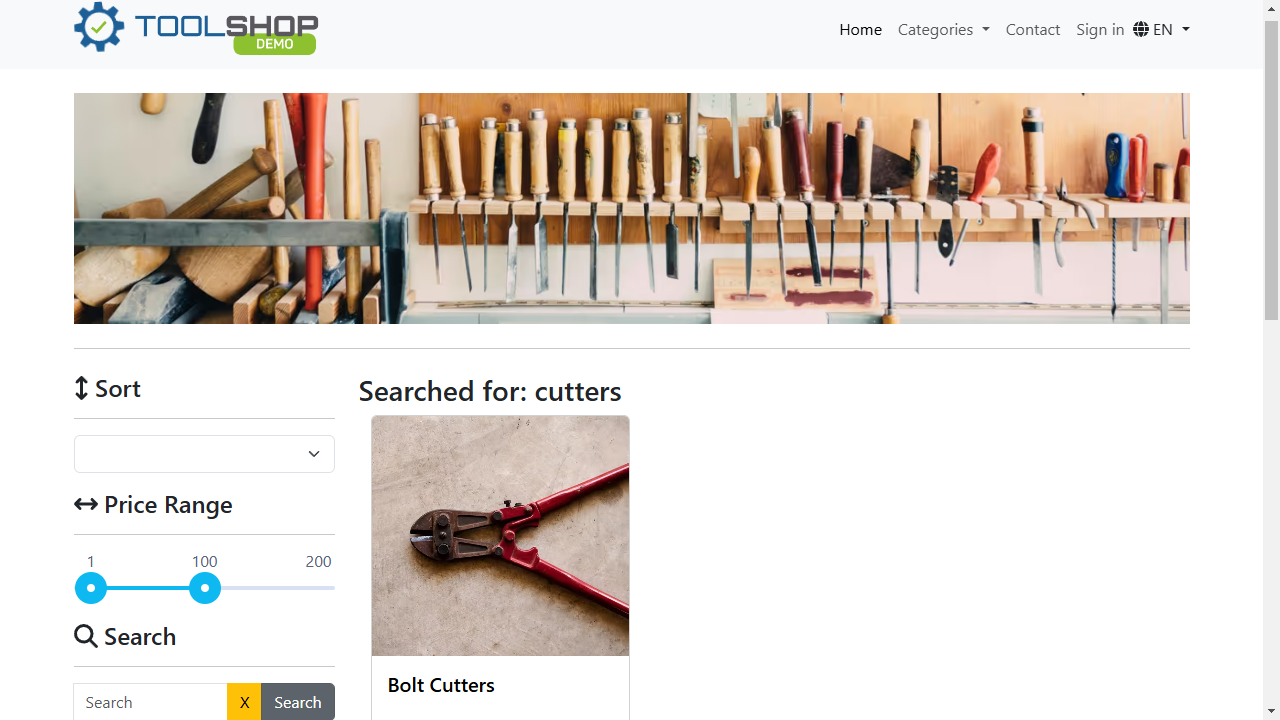 TOOLSHOP
DEMO
Home Categories Contact Sign in EN
Sort
Searched for: cutters
Price Range
1 100 200
Search
Search X Search
Bolt Cutters